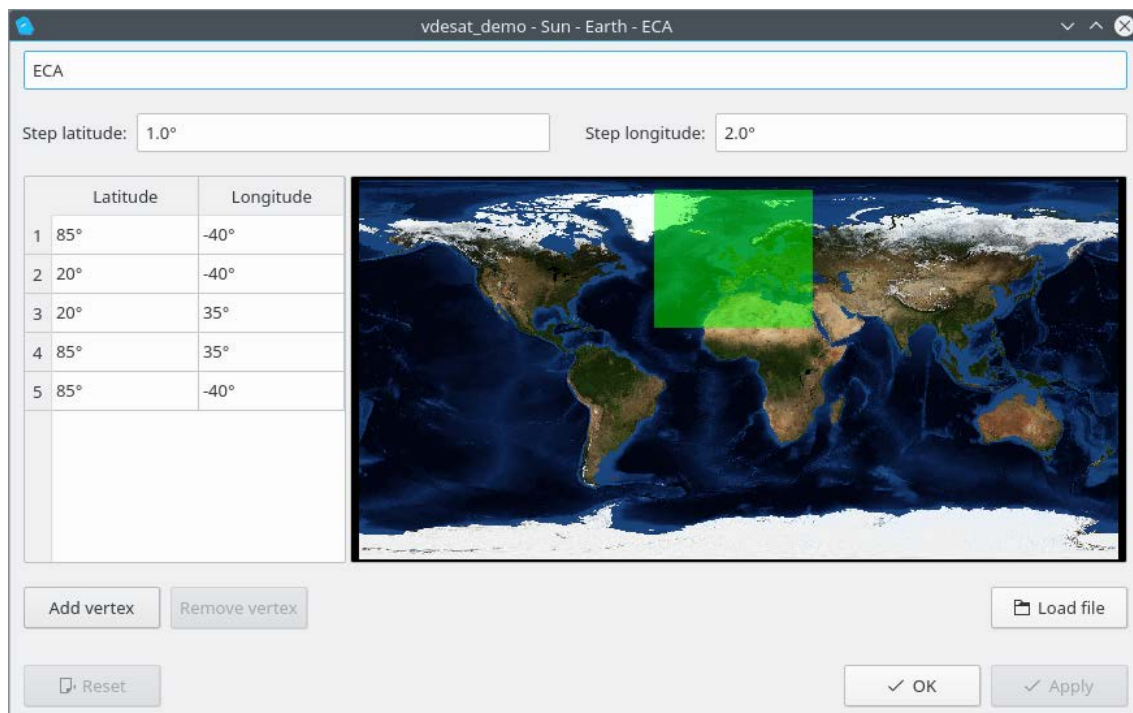 vdesat_demo - Sun - Earth - ECA
ECA
Step latitude: 1.0° Step longitude: 2.0°
Latitude Longitude
1 85° -40°
2 20° -40°
3 20° 35°
4 85° 35°
5 85° -40°
Add vertex Remove vertex Load file
Reset OK Apply